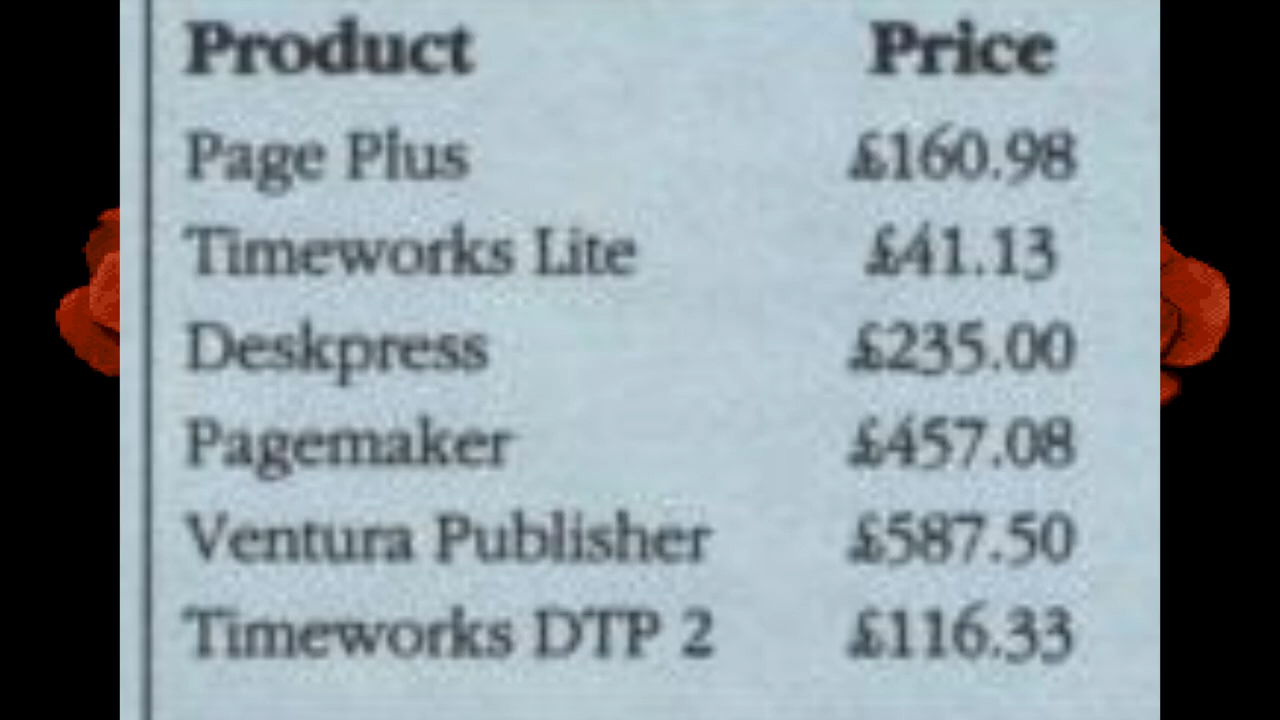 Product Price
Page Plus £160.98
Timeworks Lite £41.13
Deskpress £235.00
Pagemaker £457.08
Ventura Publisher £587.50
Timeworks DTP 2 £116.33